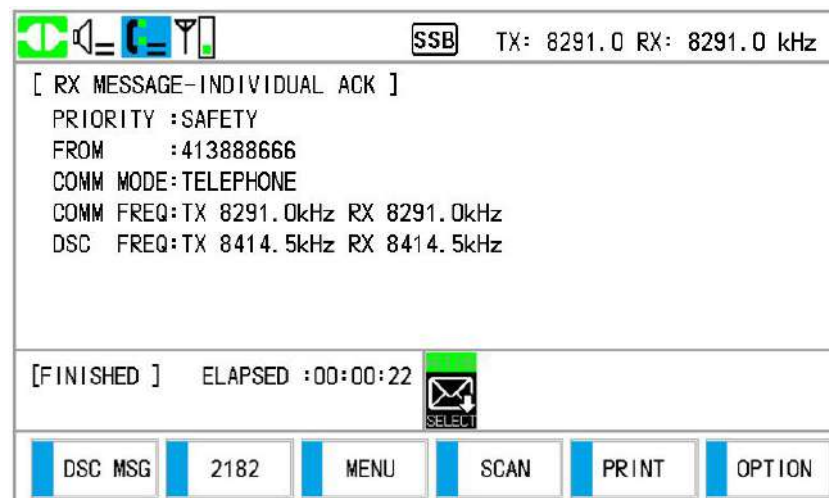 SSB TX: 8291.0 RX: 8291.0 kHz
[ RX MESSAGE-INDIVIDUAL ACK ]
PRIORITY :SAFETY
FROM :413888666
COMM MODE:TELEPHONE
COMM FREQ:TX 8291.0kHz RX 8291.0kHz
DSC FREQ:TX 8414.5kHz RX 8414.5kHz
[FINISHED ] ELAPSED :00:00:22
SELECT
DSC MSG 2182 MENU SCAN PRINT OPTION